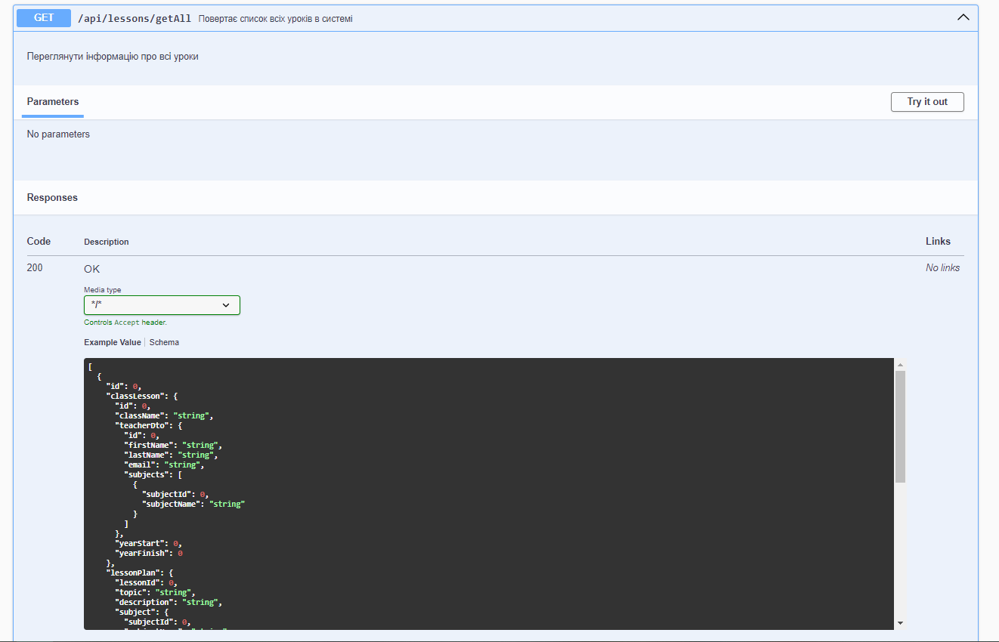 GET /api/lessons/getAll Повертає список всіх уроків в системі
Переглянути інформацію про всі уроки
Parameters
Try it out
No parameters
Responses
Code Description Links
200 OK No links
Media type
*/*
Controls Accept header.
Example Value Schema
[
{
"id": 0,
"classLesson": {
"id": 0,
"className": "string",
"teacherDto": {
"id": 0,
"firstName": "string",
"lastName": "string",
"email": "string",
"subjects": [
{
"subjectId": 0,
"subjectName": "string"
}
]
},
"yearStart": 0,
"yearFinish": 0
},
"lessonPlan": {
"lessonId": 0,
"topic": "string",
"description": "string",
"subject": {
"subjectId": 0,